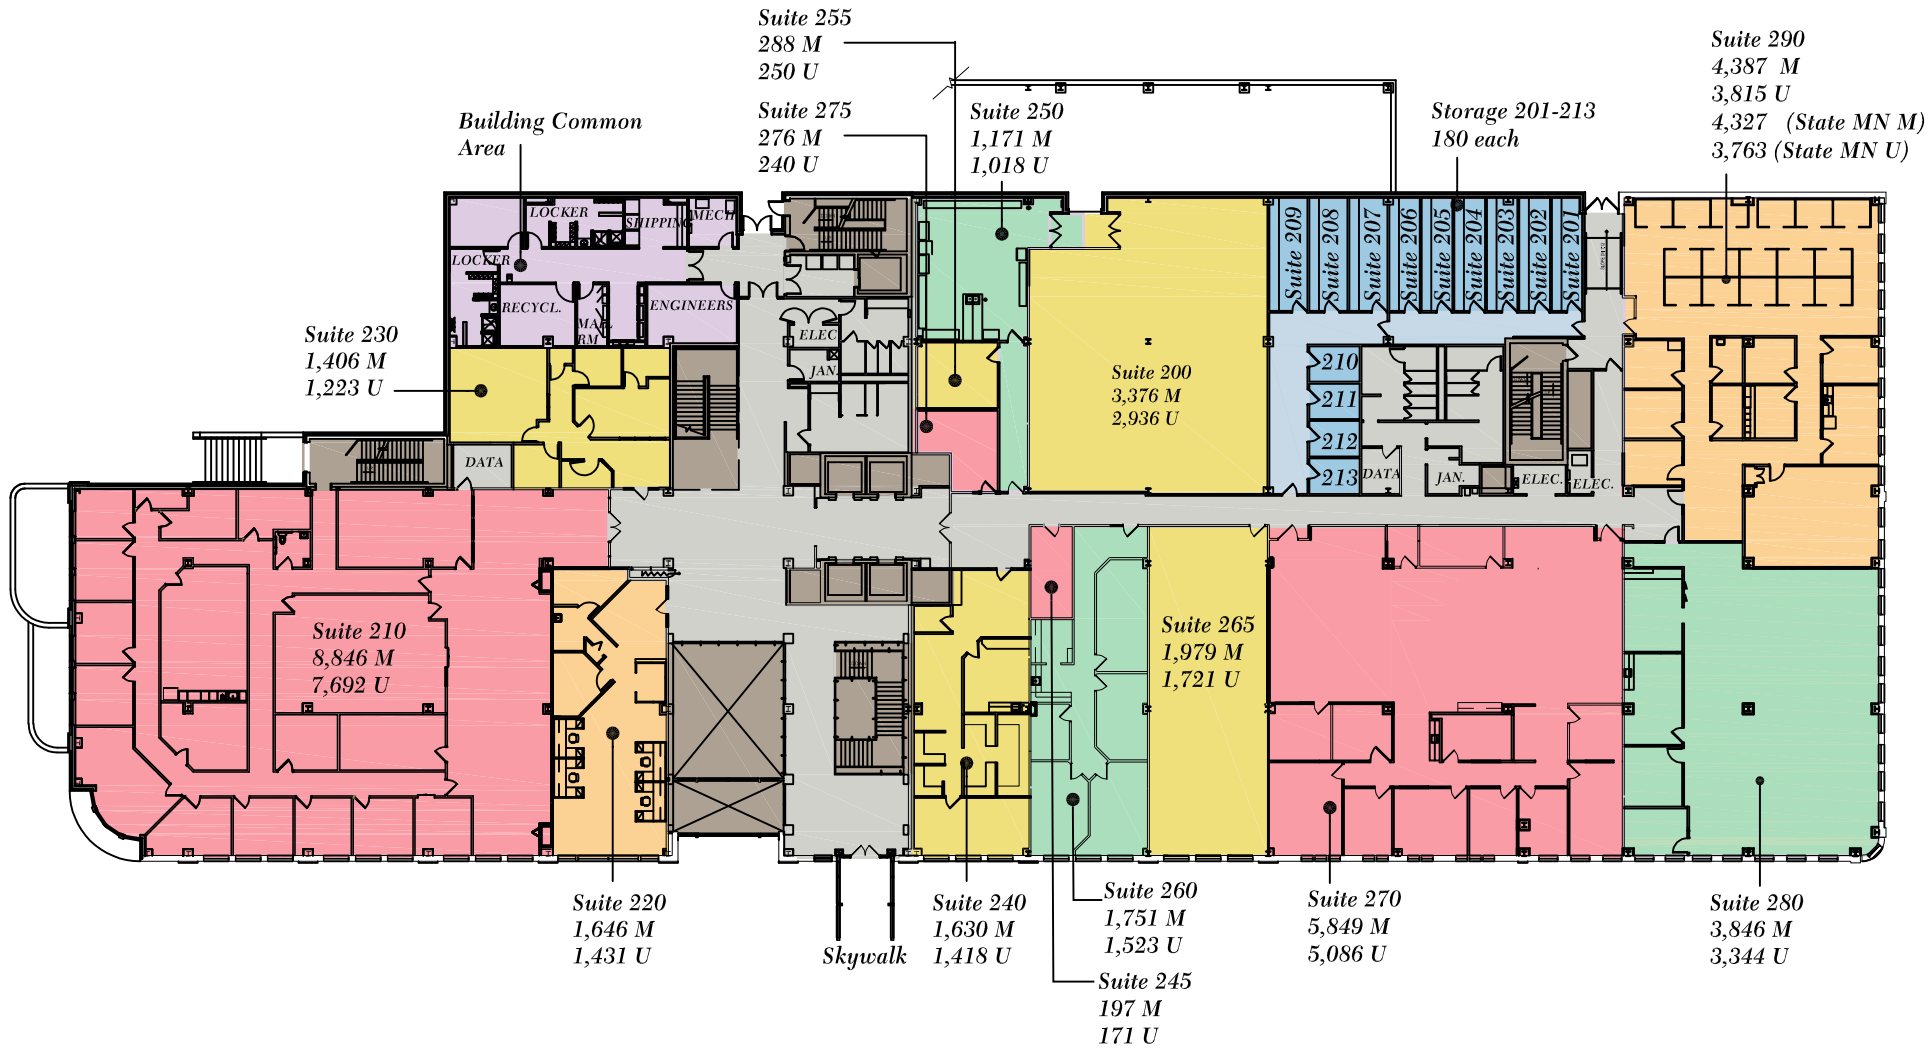 Suite 255
288 M
250 U
Suite 290
4,387 M
3,815 U
4,327 (State MN M)
3,763 (State MN U)
Suite 275
276 M
240 U
Suite 250
1,171 M
1,018 U
Storage 201-213
180 each
Building Common
Area
LOCKER
SHIPPING
MECH
LOCKER
RECYCL.
MAIL
RM
ENGINEERS
ELEC
JAN.
Suite 209
Suite 208
Suite 207
Suite 206
Suite 205
Suite 204
Suite 203
Suite 202
Suite 201
Suite 230
1,406 M
1,223 U
Suite 200
3,376 M
2,936 U
210
211
212
213
DATA
DATA
JAN.
ELEC.
ELEC.
Suite 210
8,846 M
7,692 U
Suite 265
1,979 M
1,721 U
Suite 220
1,646 M
1,431 U
Skywalk
Suite 240
1,630 M
1,418 U
Suite 260
1,751 M
1,523 U
Suite 245
197 M
171 U
Suite 270
5,849 M
5,086 U
Suite 280
3,846 M
3,344 U